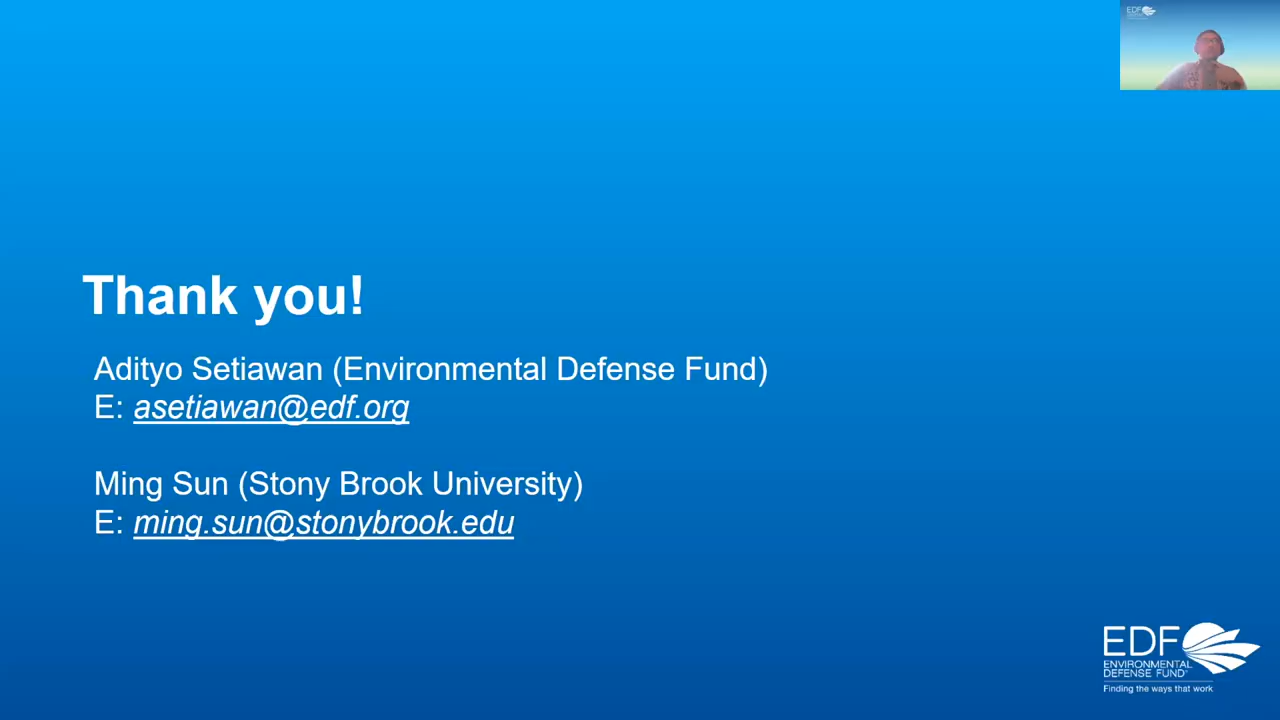 EDF
Thank you!
Adityo Setiawan (Environmental Defense Fund)
E: asetiawan@edf.org
Ming Sun (Stony Brook University)
E: ming.sun@stonybrook.edu
EDF
ENVIRONMENTAL
DEFENSE FUND®
Finding the ways that work